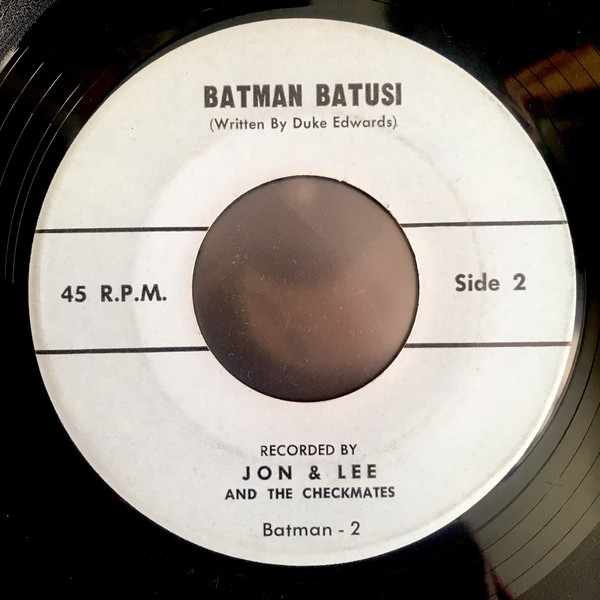 BATMAN BATUSI
(Written By Duke Edwards)
45 R.P.M.
Side 2
RECORDED BY
JON & LEE
AND THE CHECKMATES
Batman - 2